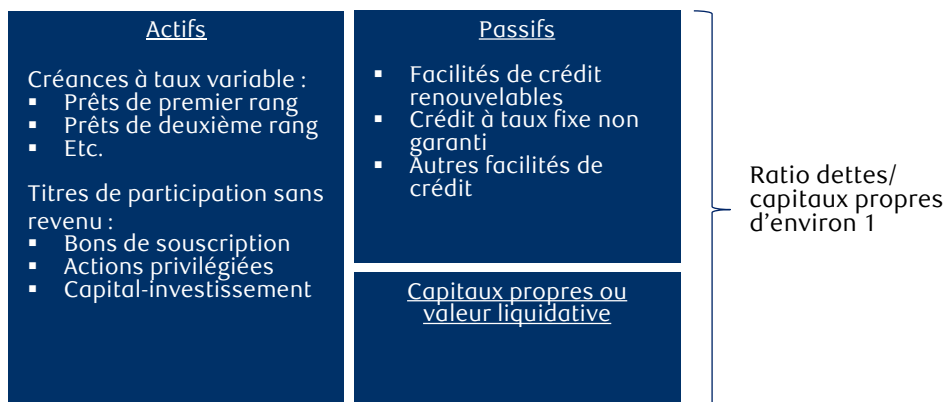 Actifs
Créances à taux variable :
▪ Prêts de premier rang
▪ Prêts de deuxième rang
▪ Etc.
Titres de participation sans
revenu :
▪ Bons de souscription
▪ Actions privilégiées
▪ Capital-investissement
Passifs
▪ Facilités de crédit
renouvelables
▪ Crédit à taux fixe non
garanti
▪ Autres facilités de
crédit
Capitaux propres ou
valeur liquidative
Ratio dettes/
capitaux propres
d’environ 1